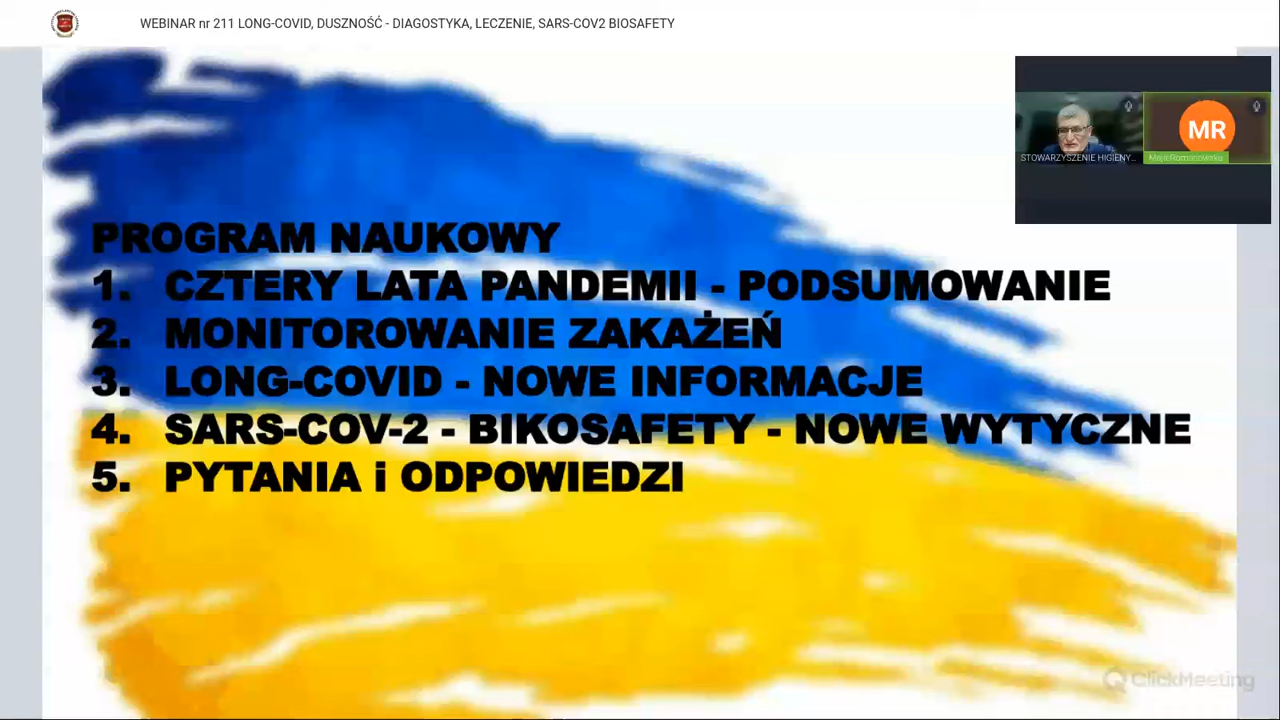 WEBINAR nr 211 LONG-COVID, DUSZNOŚĆ - DIAGOSTYKA, LECZENIE, SARS-COV2 BIOSAFETY
MR
STOWARZYSZENIE HIGIENY...
MajaRomanowska
PROGRAM NAUKOWY
1. CZTERY LATA PANDEMII - PODSUMOWANIE
2. MONITOROWANIE ZAKAŻEŃ
3. LONG-COVID - NOWE INFORMACJE
4. SARS-COV-2 - BIKOSAFETY - NOWE WYTYCZNE
5. PYTANIA i ODPOWIEDZI
ClickMeeting